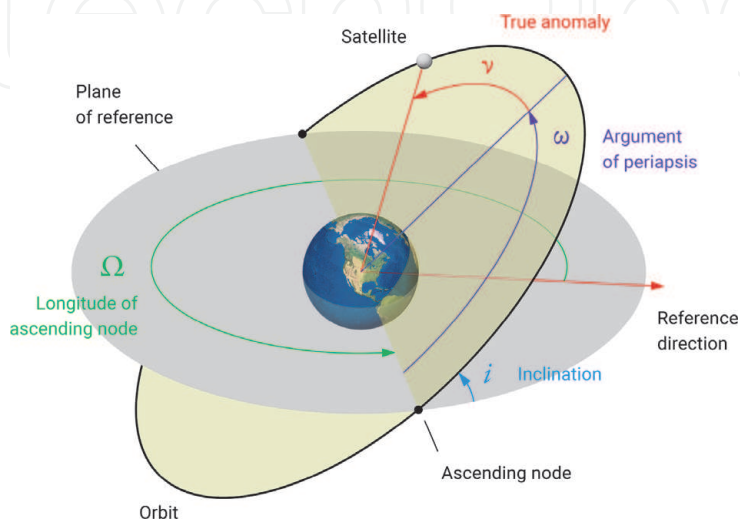 True anomaly
Satellite
ν
Plane
of reference
ω
Argument
of periapsis
Ω
Longitude of
ascending node
Reference
direction
i
Inclination
Ascending node
Orbit